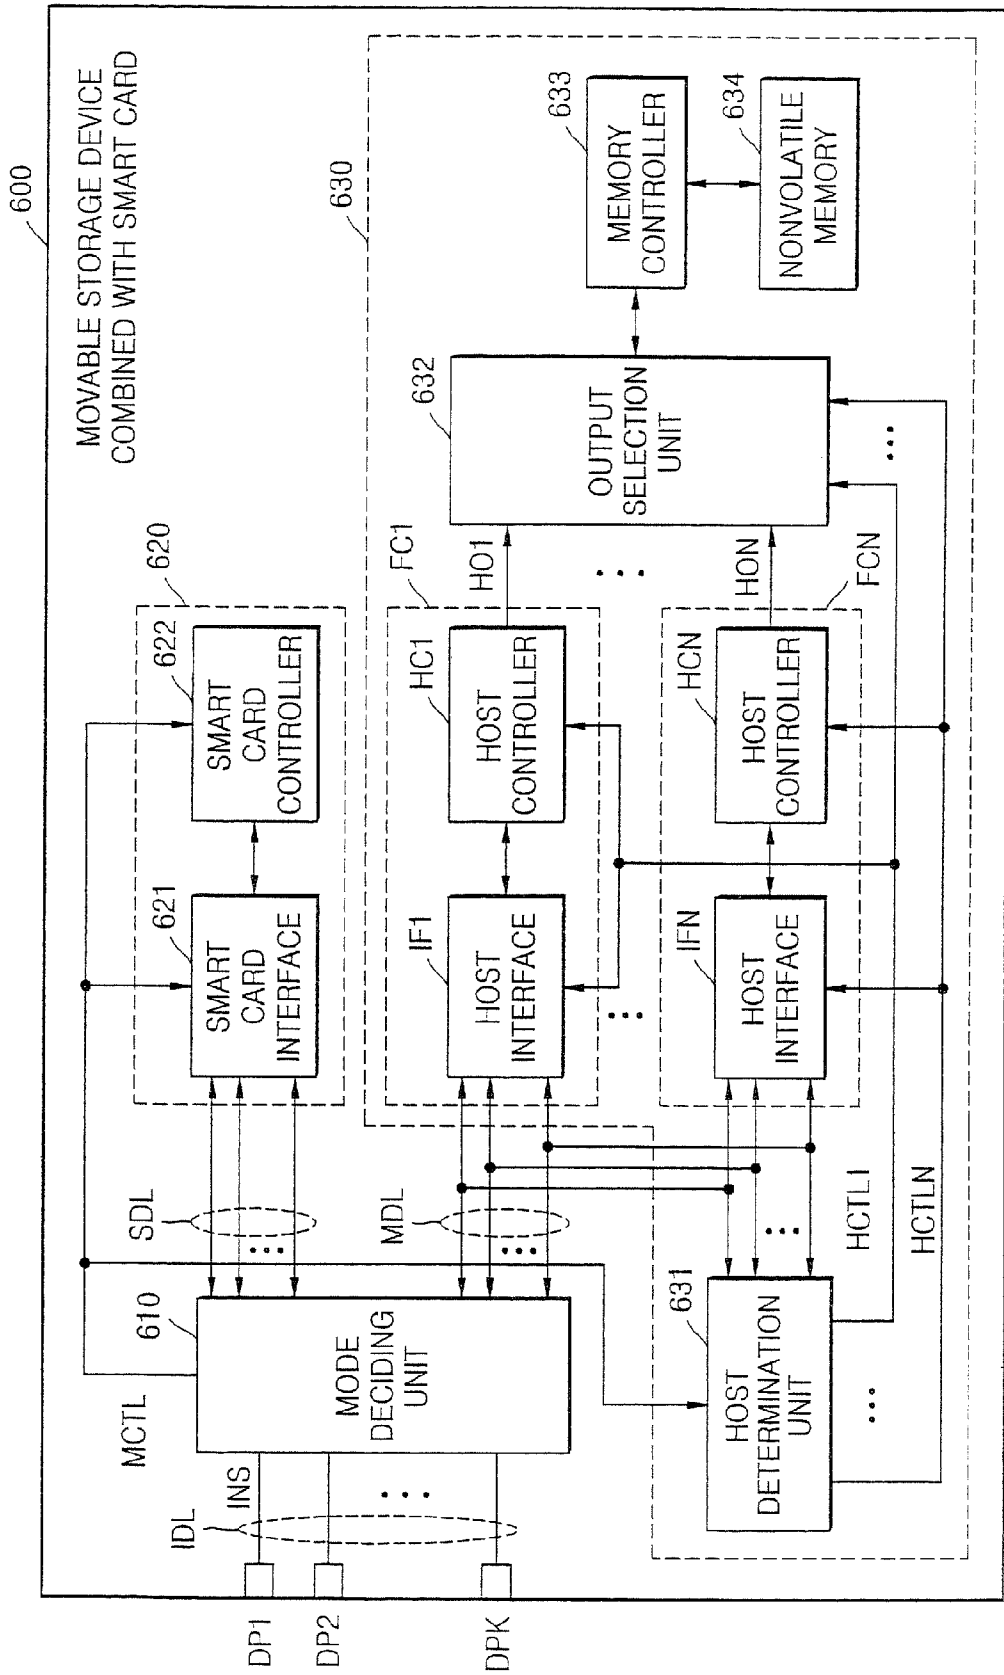 600
MOVABLE STORAGE DEVICE
COMBINED WITH SMART CARD
MCTL
610
MODE
DECIDING
UNIT
IDL
INS
DP1
DP2
DPK
SDL
MDL
620
621
SMART
CARD
INTERFACE
622
SMART
CARD
CONTROLLER
630
FC1
IF1
HOST
INTERFACE
HC1
HOST
CONTROLLER
HO1
632
OUTPUT
SELECTION
UNIT
633
MEMORY
CONTROLLER
634
NONVOLATILE
MEMORY
631
HOST
DETERMINATION
UNIT
IFN
HOST
INTERFACE
HCN
HOST
CONTROLLER
HON
FCN
HCTL1
HCTLN